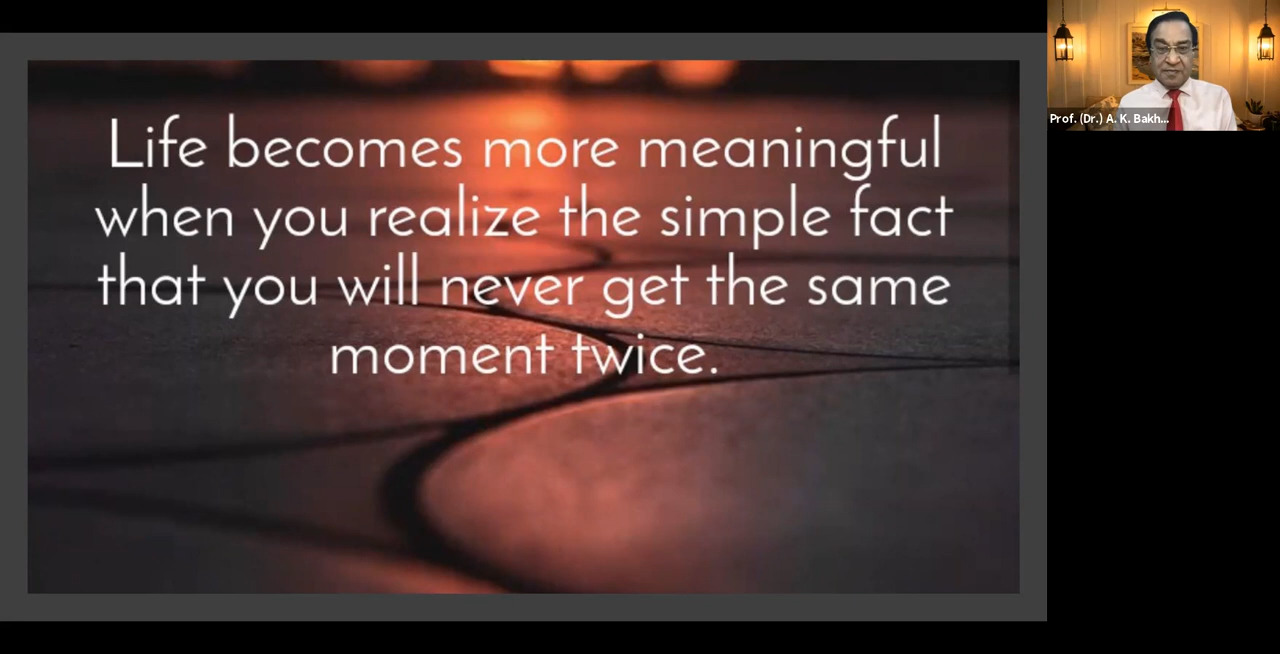 Life becomes more meaningful
when you realize the simple fact
that you will never get the same
moment twice.
Prof. (Dr.) A. K. Bakh...